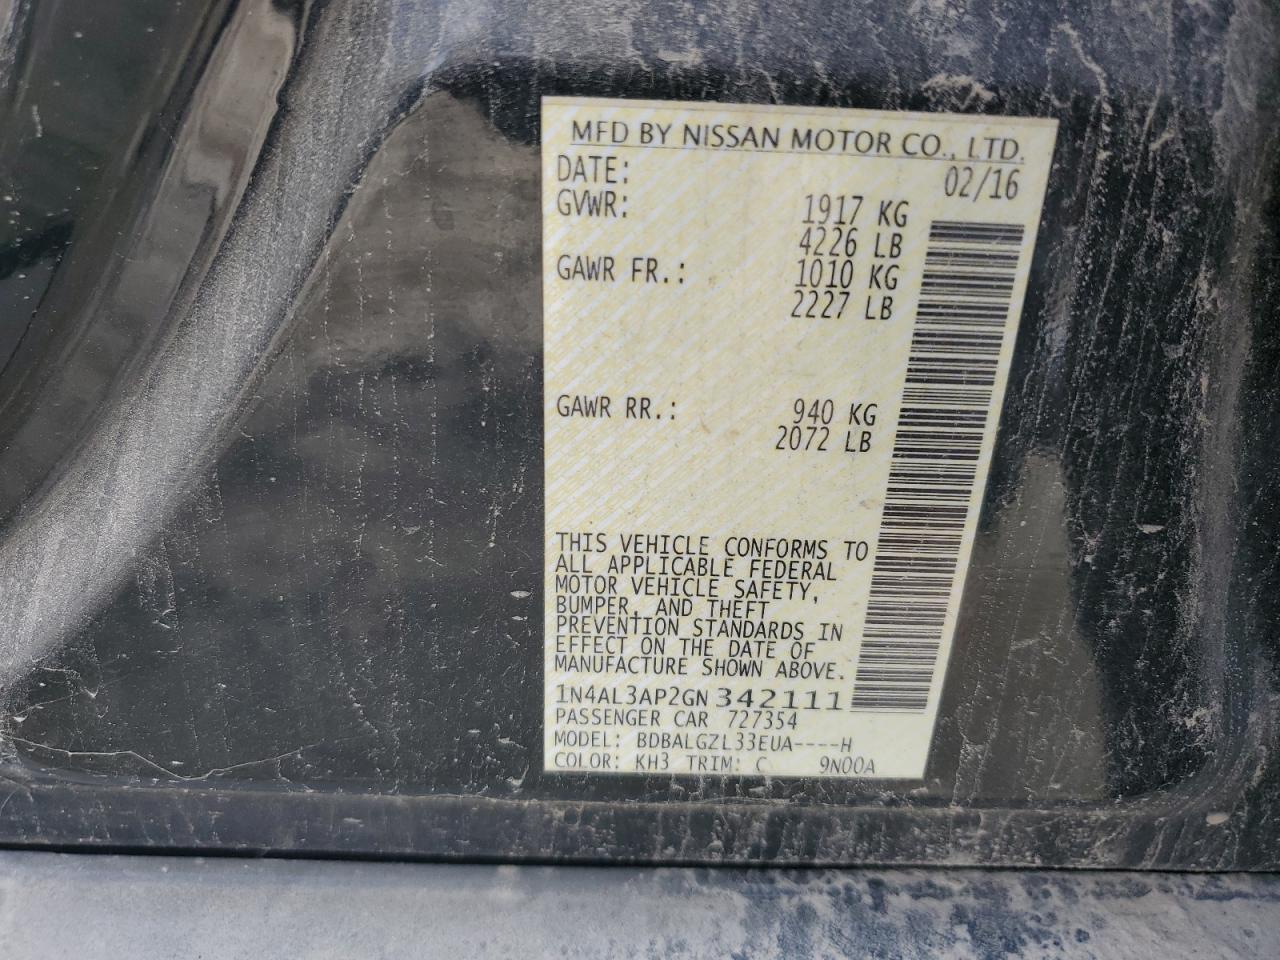 MFD BY NISSAN MOTOR CO., LTD.
DATE: 02/16
GVWR: 1917 KG
4226 LB
GAWR FR.: 1010 KG
2227 LB
GAWR RR.: 940 KG
2072 LB
THIS VEHICLE CONFORMS TO
ALL APPLICABLE FEDERAL
MOTOR VEHICLE SAFETY,
BUMPER, AND THEFT
PREVENTION STANDARDS IN
EFFECT ON THE DATE OF
MANUFACTURE SHOWN ABOVE.
1N4AL3AP2GN342111
PASSENGER CAR 727354
MODEL: BDBALGZL33EUA----H
COLOR: KH3 TRIM: C 9N00A